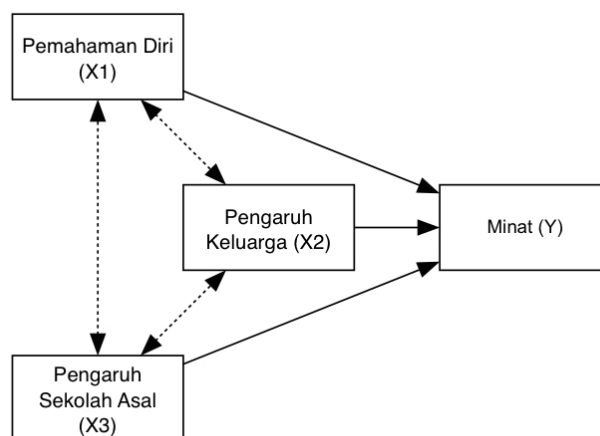 Pemahaman Diri
(X1)
Pengaruh
Keluarga (X2)
Minat (Y)
Pengaruh
Sekolah Asal
(X3)